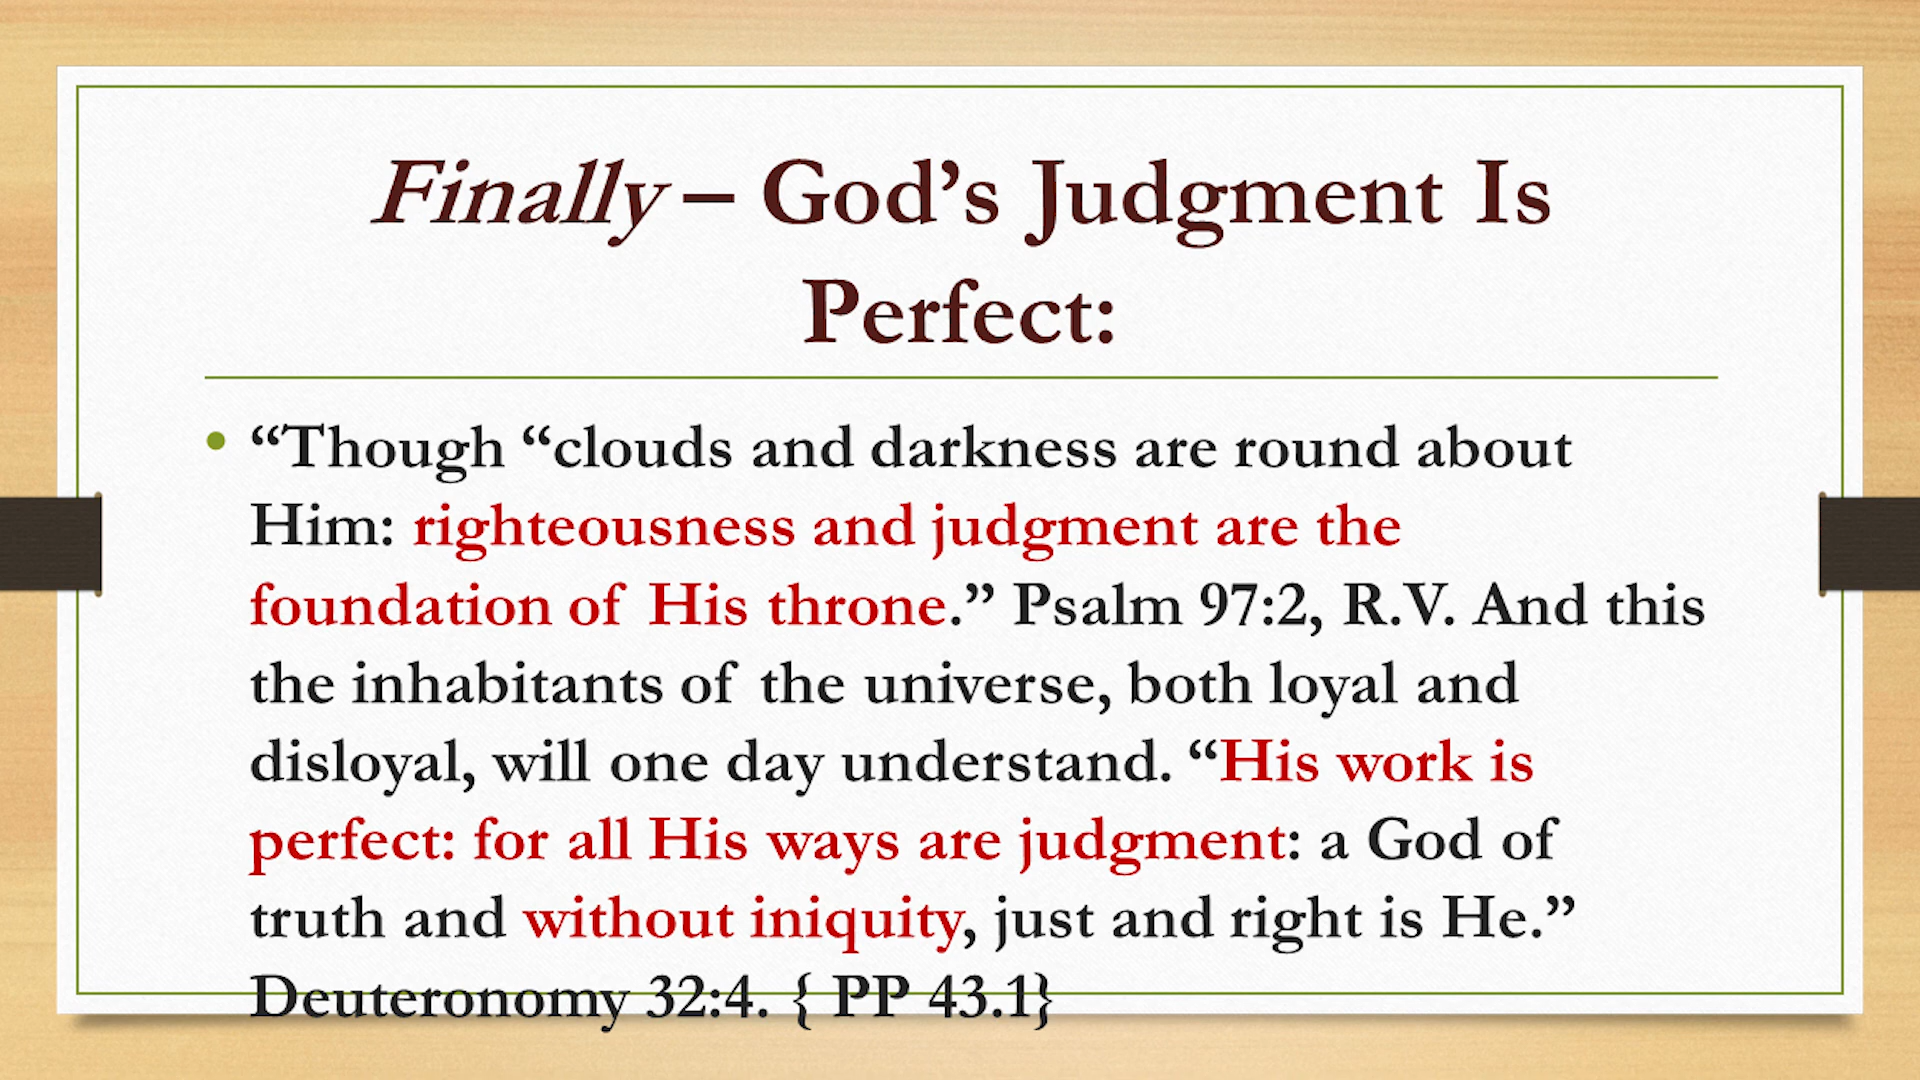 Finally – God’s Judgment Is
Perfect:
• “Though “clouds and darkness are round about
Him: righteousness and judgment are the
foundation of His throne.” Psalm 97:2, R.V. And this
the inhabitants of the universe, both loyal and
disloyal, will one day understand. “His work is
perfect: for all His ways are judgment: a God of
truth and without iniquity, just and right is He.”
Deuteronomy 32:4. { PP 43.1}